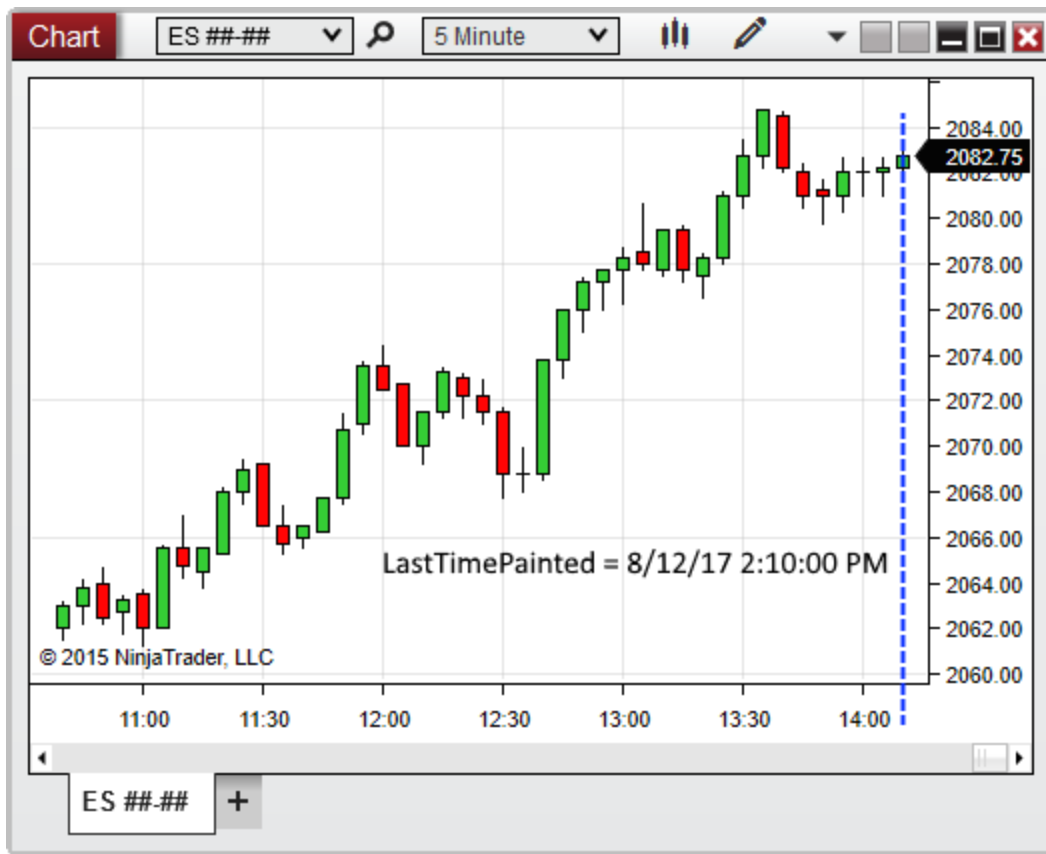 Chart ES ##-## 5 Minute
2084.00
2082.75
2082.00
2080.00
2078.00
2076.00
2074.00
2072.00
2070.00
2068.00
2066.00
LastTimePainted = 8/12/17 2:10:00 PM
2064.00
2062.00
© 2015 NinjaTrader, LLC
2060.00
11:00 11:30 12:00 12:30 13:00 13:30 14:00
ES ##-## +